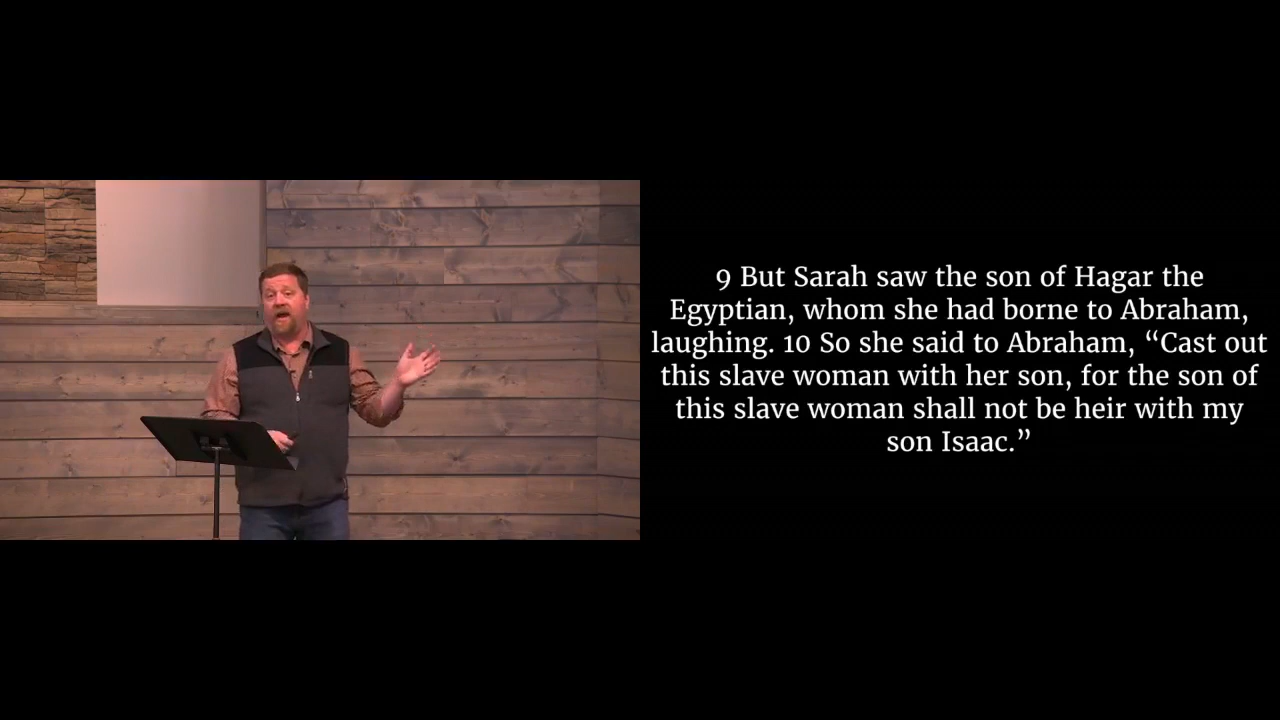 9 But Sarah saw the son of Hagar the
Egyptian, whom she had borne to Abraham,
laughing. 10 So she said to Abraham, “Cast out
this slave woman with her son, for the son of
this slave woman shall not be heir with my
son Isaac.”